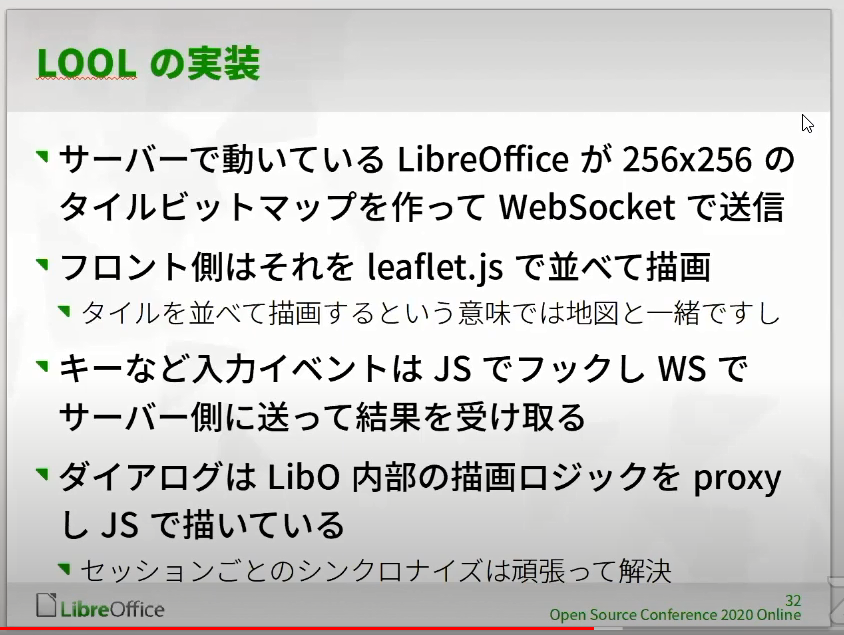 LOOL の実装
サーバーで動いている LibreOffice が 256x256 の
タイルビットマップを作って WebSocket で送信
フロント側はそれを leaflet.js で並べて描画
タイルを並べて描画するという意味では地図と一緒ですし
キーなど入力イベントは JS でフックし WS で
サーバー側に送って結果を受け取る
ダイアログは LibO 内部の描画ロジックを proxy
し JS で描いている
セッションごとのシンクロナイズは頑張って解決
LibreOffice
32
Open Source Conference 2020 Online